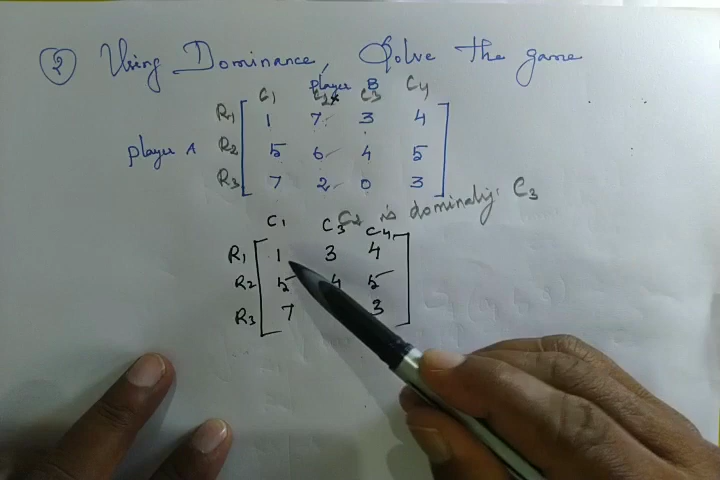 ② Using Dominance, Solve the game
player B
C1 C2 C3 C4
R1 1 7 3 4
player A R2 5 6 4 5
R3 7 2 0 3
C2 is dominating C3
C1 C3 C4
R1 1 3 4
R2 5 4 5
R3 7 3